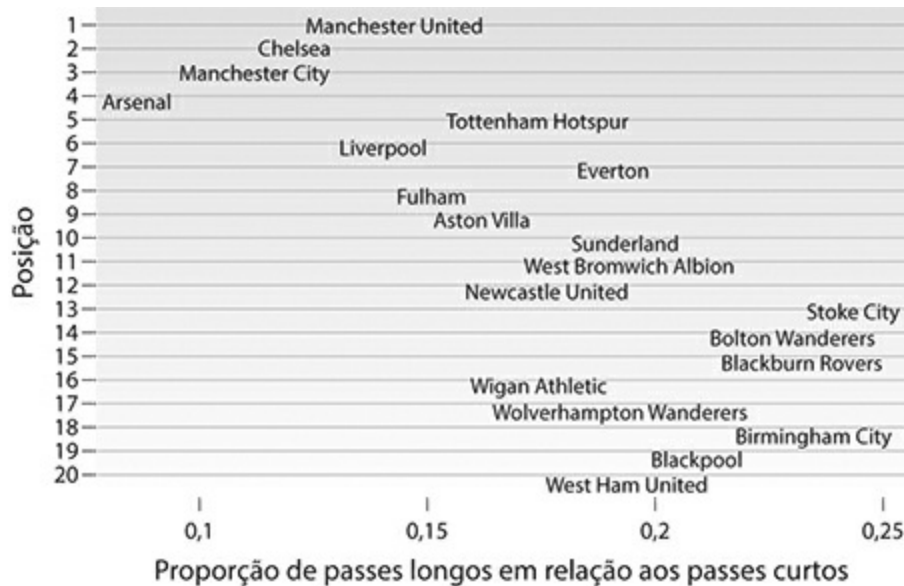 1 Manchester United
2 Chelsea
3 Manchester City
4 Arsenal
5 Tottenham Hotspur
6 Liverpool
7 Everton
8 Fulham
9 Aston Villa
10 Sunderland
11 West Bromwich Albion
12 Newcastle United
13 Stoke City
14 Bolton Wanderers
15 Blackburn Rovers
16 Wigan Athletic
17 Wolverhampton Wanderers
18 Birmingham City
19 Blackpool
20 West Ham United
Posição
0,1 0,15 0,2 0,25
Proporção de passes longos em relação aos passes curtos